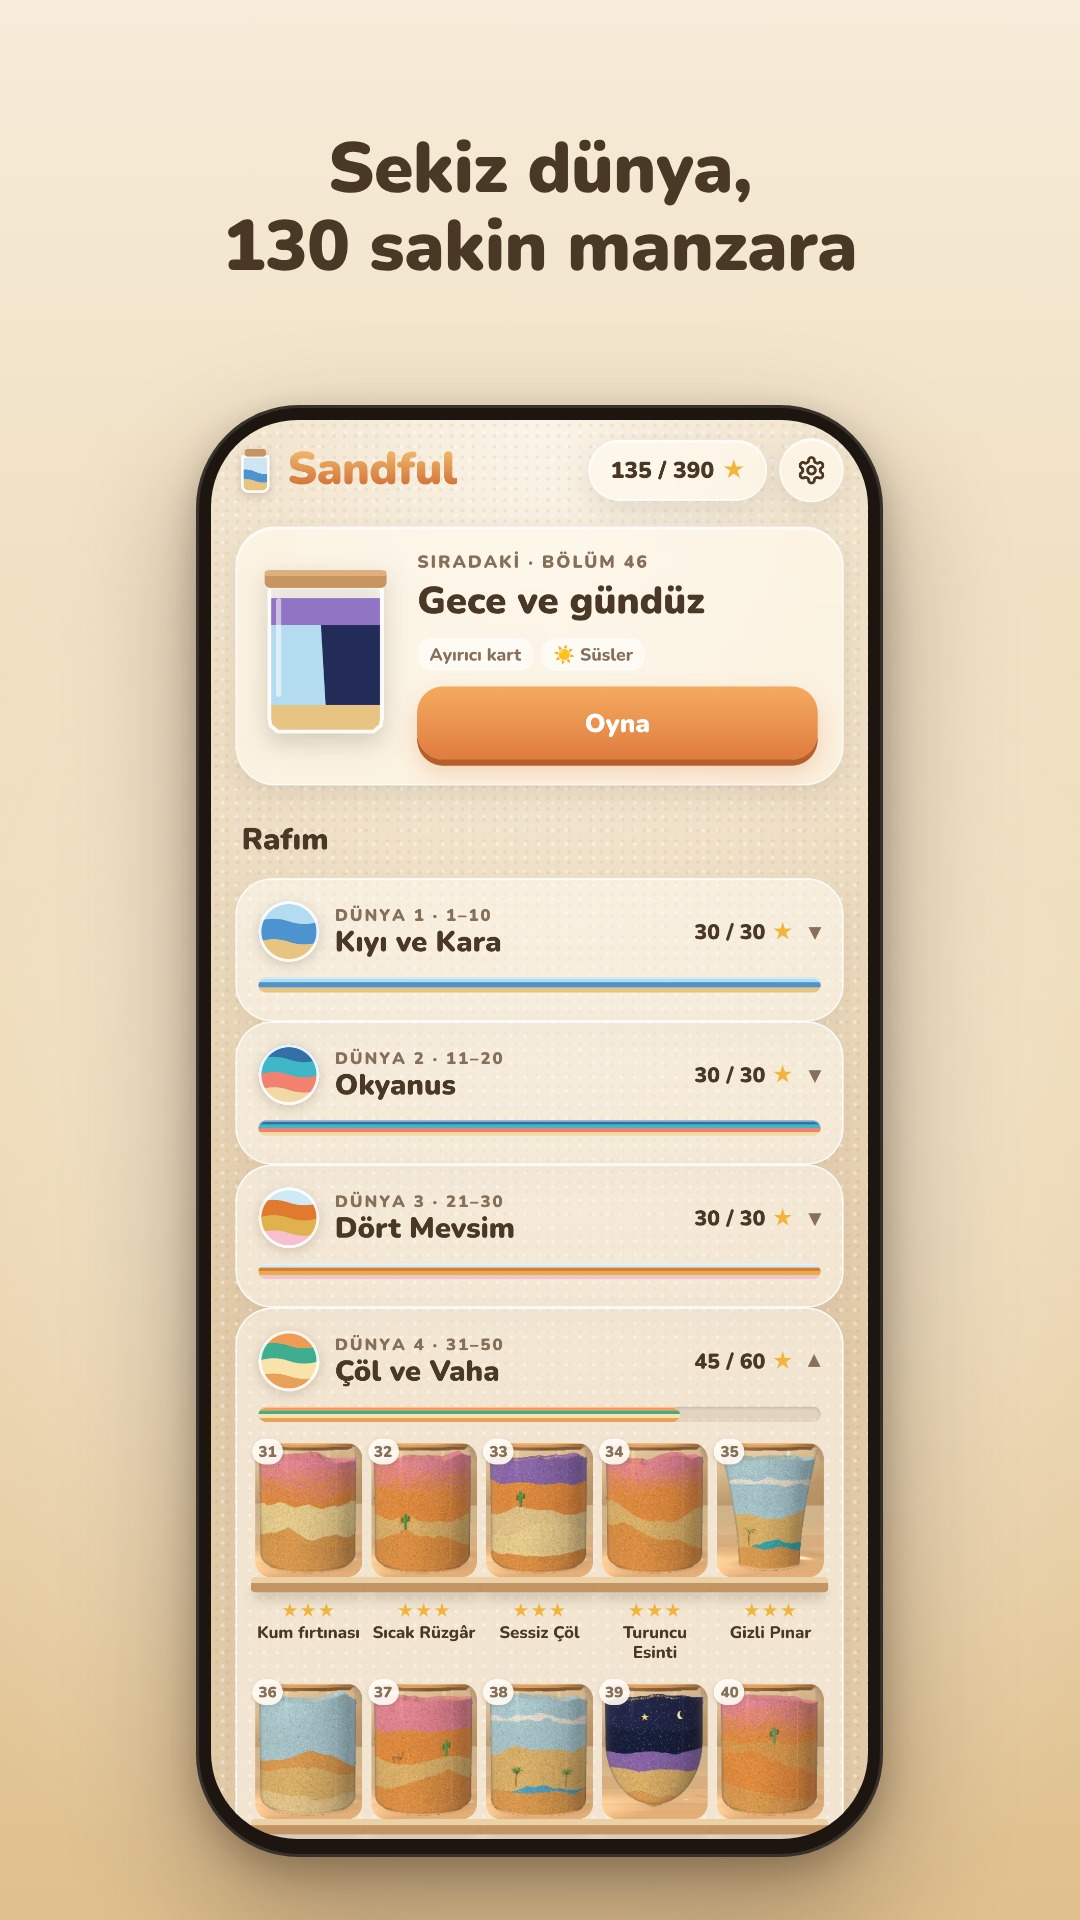 Sekiz dünya,
130 sakin manzara
Sandful
135 / 390 ★
SIRADAKİ · BÖLÜM 46
Gece ve gündüz
Ayırıcı kart
☀️ Süsler
Oyna
Rafım
DÜNYA 1 · 1–10
Kıyı ve Kara
30 / 30 ★ ▼
DÜNYA 2 · 11–20
Okyanus
30 / 30 ★ ▼
DÜNYA 3 · 21–30
Dört Mevsim
30 / 30 ★ ▼
DÜNYA 4 · 31–50
Çöl ve Vaha
45 / 60 ★ ▲
31 32 33 34 35
★★★ ★★★ ★★★ ★★★ ★★★
Kum fırtınası Sıcak Rüzgâr Sessiz Çöl Turuncu Gizli Pınar
Esinti
36 37 38 39 40